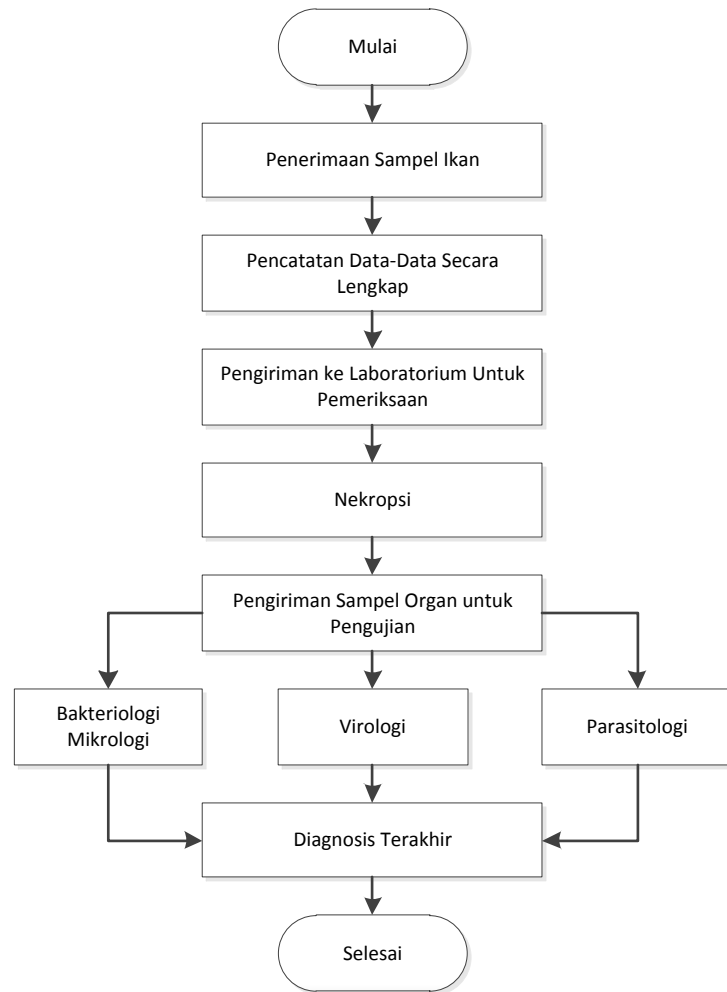 Mulai
Penerimaan Sampel Ikan
Pencatatan Data-Data Secara
Lengkap
Pengiriman ke Laboratorium Untuk
Pemeriksaan
Nekropsi
Pengiriman Sampel Organ untuk
Pengujian
Bakteriologi
Mikrologi
Virologi
Parasitologi
Diagnosis Terakhir
Selesai